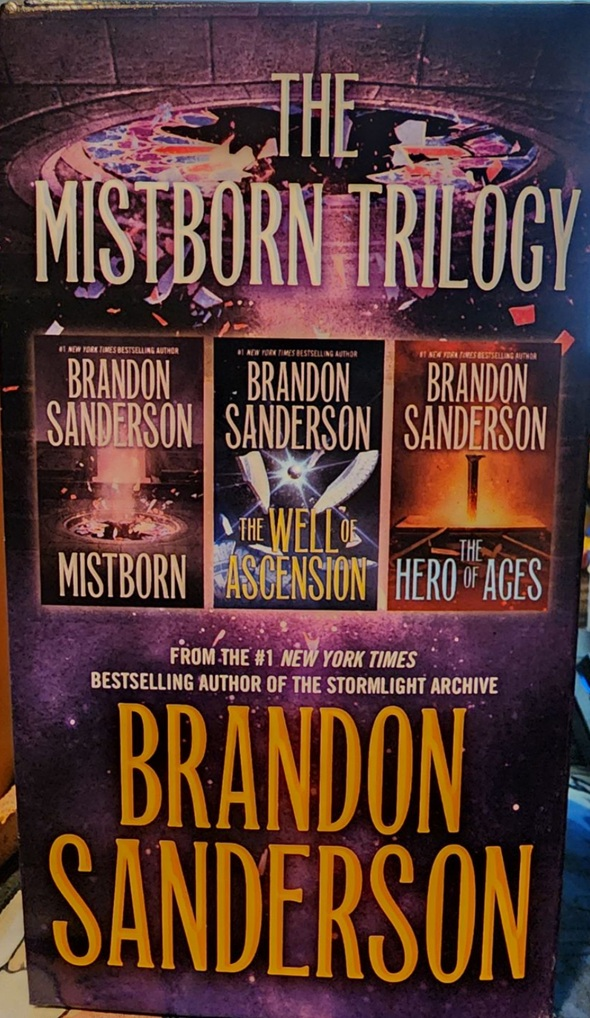 THE
MISTBORN TRILOGY
#1 NEW YORK TIMES BESTSELLING AUTHOR
BRANDON
SANDERSON
MISTBORN
#1 NEW YORK TIMES BESTSELLING AUTHOR
BRANDON
SANDERSON
THE WELL OF
ASCENSION
#1 NEW YORK TIMES BESTSELLING AUTHOR
BRANDON
SANDERSON
THE
HERO OF AGES
FROM THE #1 NEW YORK TIMES
BESTSELLING AUTHOR OF THE STORMLIGHT ARCHIVE
BRANDON
SANDERSON